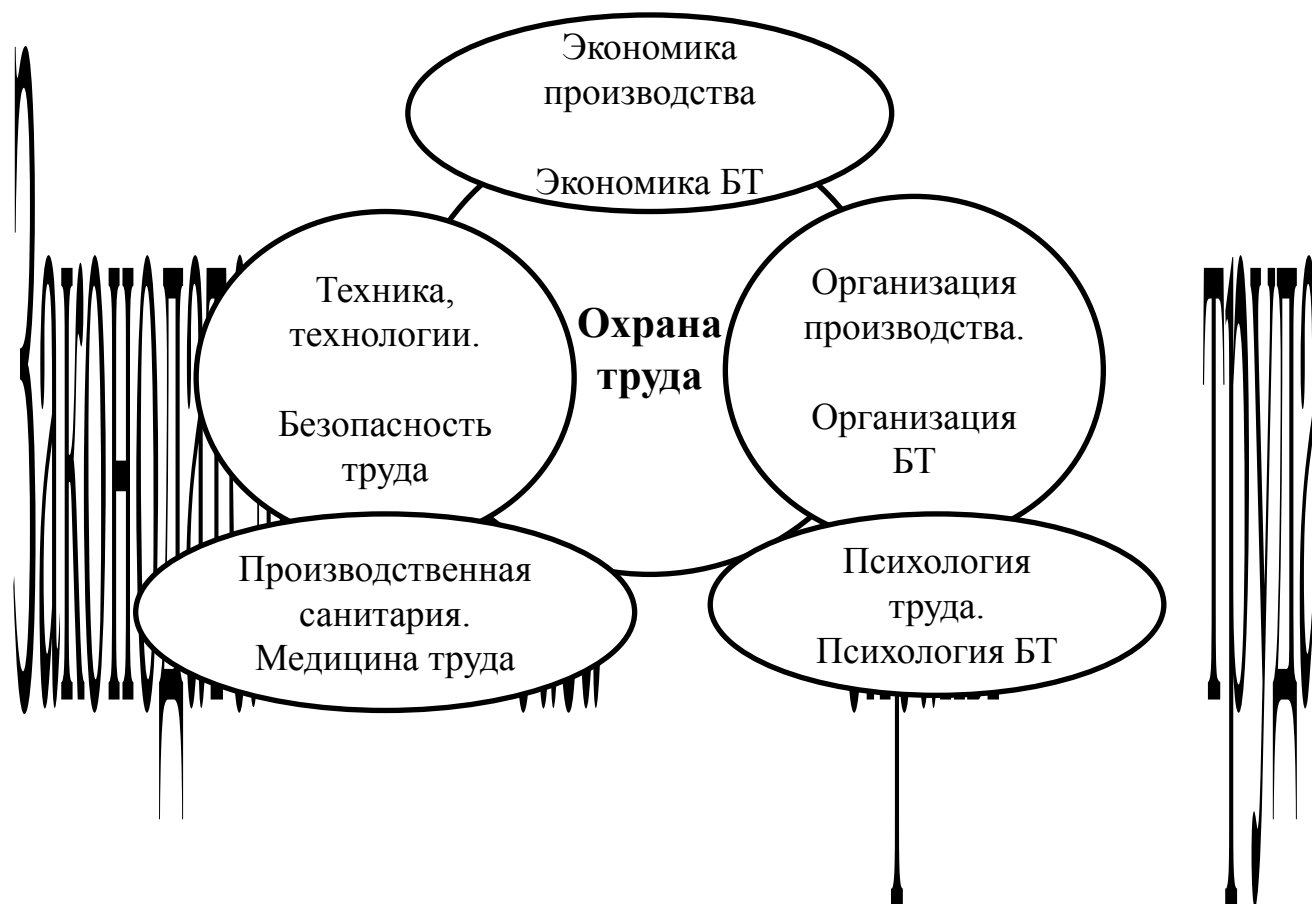 Экономика
производства
Экономика БТ
Техника,
технологии.
Безопасность
труда
Охрана
труда
Организация
производства.
Организация
БТ
Производственная
санитария.
Медицина труда
Психология
труда.
Психология БТ